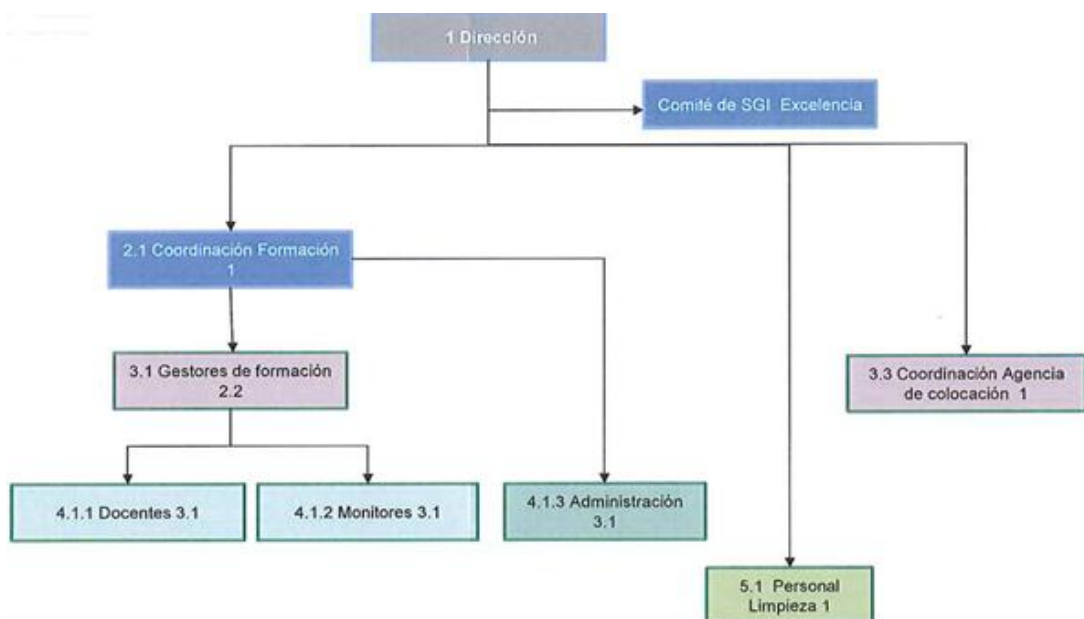 1 Dirección
Comité de SGI Excelencia
2.1 Coordinación Formación
1
3.1 Gestores de formación
2.2
3.3 Coordinación Agencia
de colocación 1
4.1.1 Docentes 3.1
4.1.2 Monitores 3.1
4.1.3 Administración
3.1
5.1 Personal
Limpieza 1